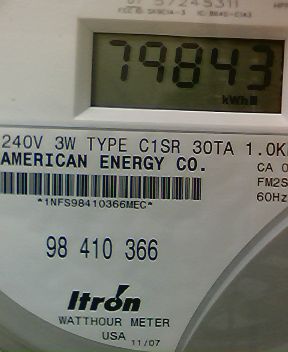 79843
kWh
240V 3W TYPE C1SR 30TA 1.0K
AMERICAN ENERGY CO.
CA 0
FM2S
60Hz
*1NFS98410366MEC*
98 410 366
Itron
WATTHOUR METER
USA 11/07